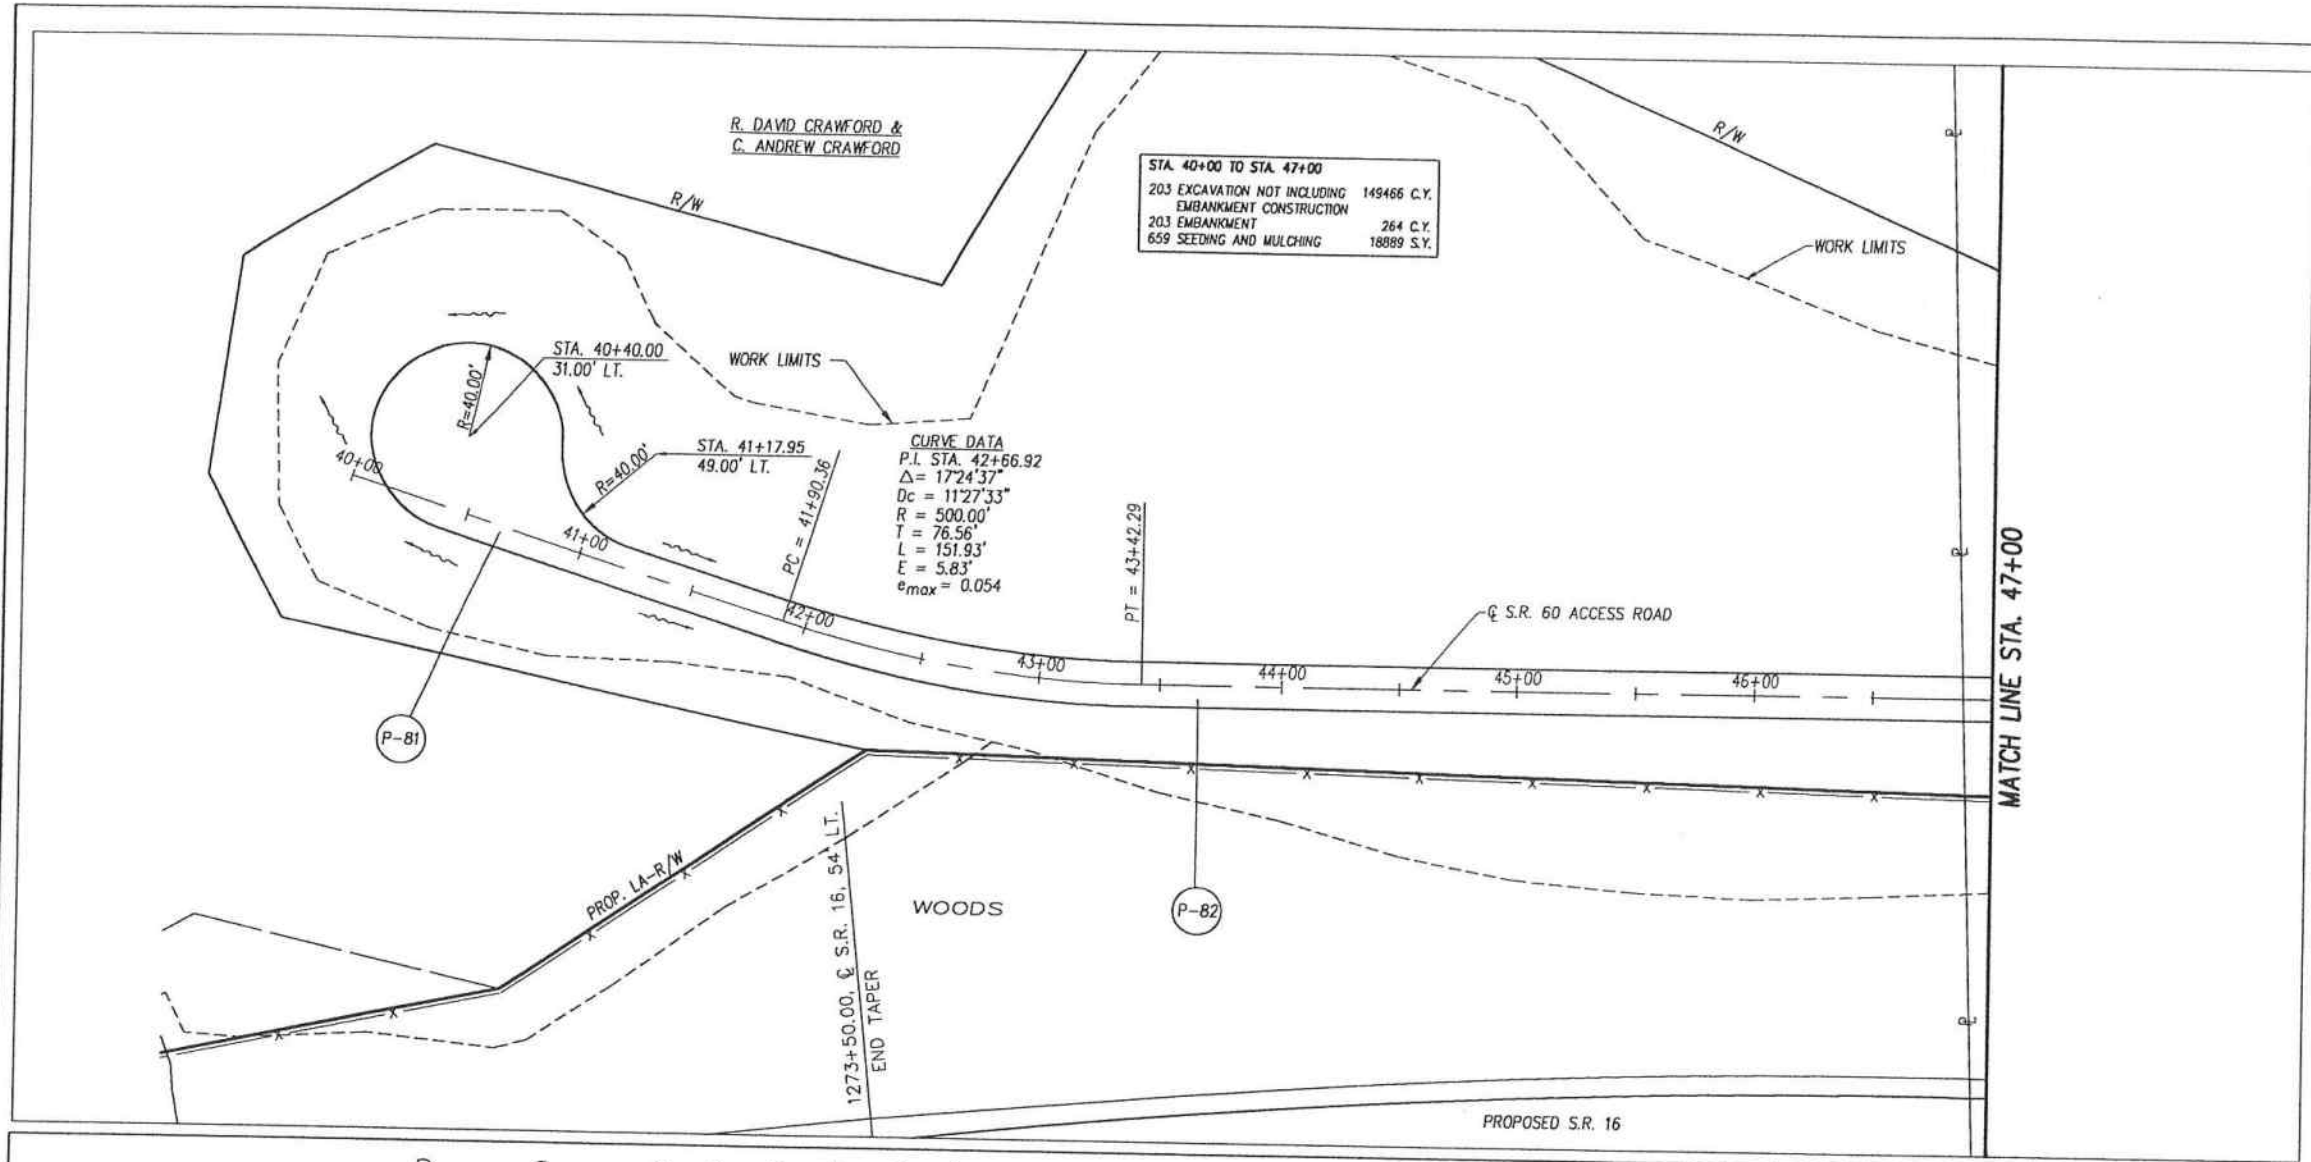 R. DAVID CRAWFORD &
C. ANDREW CRAWFORD
R/W
R/W
℞
STA. 40+00 TO STA. 47+00
203 EXCAVATION NOT INCLUDING 149466 C.Y.
EMBANKMENT CONSTRUCTION
203 EMBANKMENT 264 C.Y.
659 SEEDING AND MULCHING 18889 S.Y.
WORK LIMITS
STA. 40+40.00
31.00' LT.
R=40.00'
WORK LIMITS
STA. 41+17.95
49.00' LT.
R=40.00'
CURVE DATA
P.I. STA. 42+66.92
Δ= 17°24'37"
Dc = 11°27'33"
R = 500.00'
T = 76.56'
L = 151.93'
E = 5.83'
emax = 0.054
PC = 41+90.36
PT = 43+42.29
40+00
41+00
42+00
43+00
44+00
45+00
46+00
℄ S.R. 60 ACCESS ROAD
MATCH LINE STA. 47+00
P-81
P-82
PROP. LA-R/W
WOODS
1273+50.00, ℄ S.R. 16, 54' LT.
END TAPER
PROPOSED S.R. 16